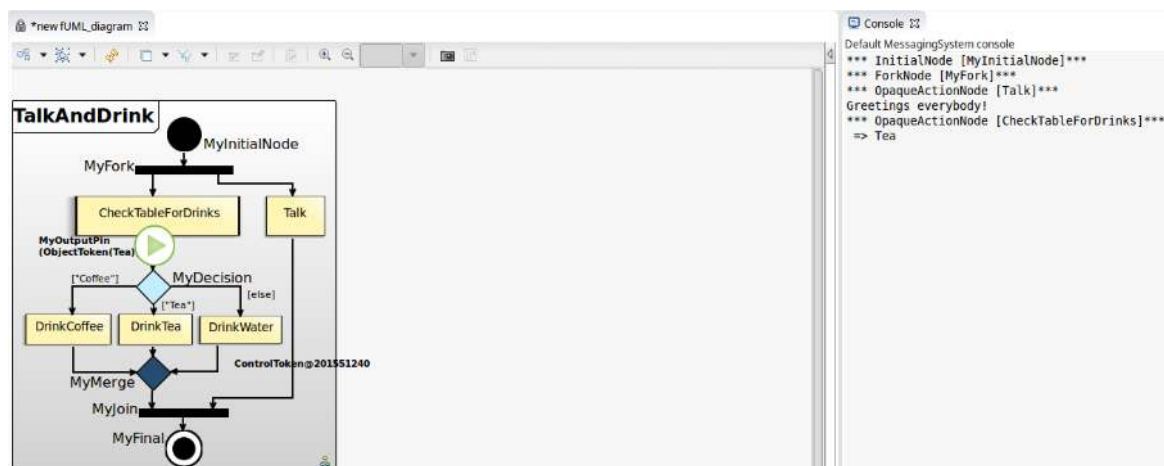 *new fUML_diagram
TalkAndDrink
MyInitialNode
MyFork
CheckTableForDrinks
Talk
MyOutputPin
(ObjectToken(Tea)
["Coffee"]
MyDecision
["Tea"]
[else]
DrinkCoffee
DrinkTea
DrinkWater
ControlToken@201551240
MyMerge
MyJoin
MyFinal
Console
Default MessagingSystem console
*** InitialNode [MyInitialNode]***
*** ForkNode [MyFork]***
*** OpaqueActionNode [Talk]***
Greetings everybody!
*** OpaqueActionNode [CheckTableForDrinks]***
=> Tea